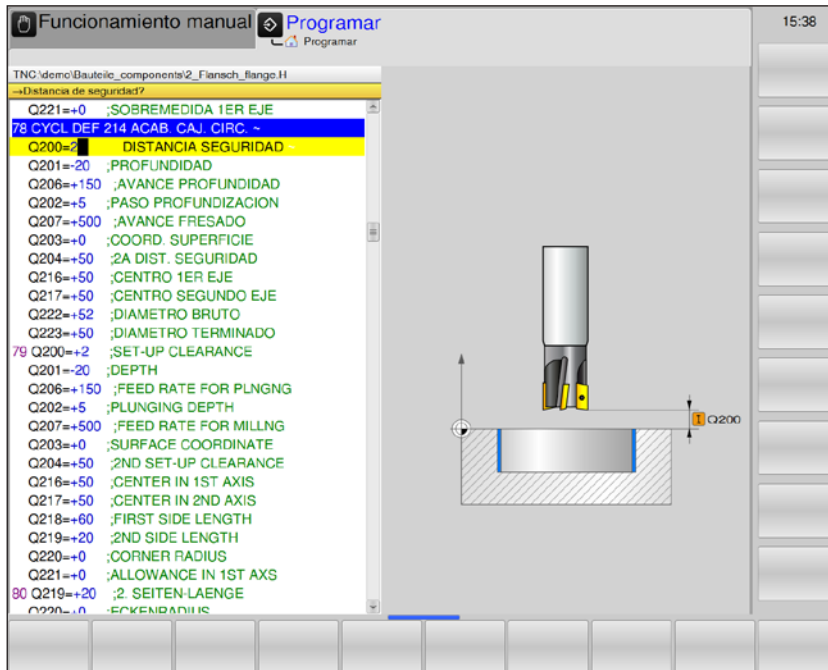 Funcionamiento manual Programar 15:38
Programar
TNC:\demo\Bauteile_components\2_Flansch_flange.H
→Distancia de seguridad?
Q221=+0 ;SOBREMEDIDA 1ER EJE
78 CYCL DEF 214 ACAB. CAJ. CIRC. ~
Q200=2 DISTANCIA SEGURIDAD ~
Q201=-20 ;PROFUNDIDAD
Q206=+150 ;AVANCE PROFUNDIDAD
Q202=+5 ;PASO PROFUNDIZACION
Q207=+500 ;AVANCE FRESADO
Q203=+0 ;COORD. SUPERFICIE
Q204=+50 ;2A DIST. SEGURIDAD
Q216=+50 ;CENTRO 1ER EJE
Q217=+50 ;CENTRO SEGUNDO EJE
Q222=+52 ;DIAMETRO BRUTO
Q223=+50 ;DIAMETRO TERMINADO
79 Q200=+2 ;SET-UP CLEARANCE
Q201=-20 ;DEPTH
Q206=+150 ;FEED RATE FOR PLNGNG
Q202=+5 ;PLUNGING DEPTH
Q207=+500 ;FEED RATE FOR MILLNG
Q203=+0 ;SURFACE COORDINATE
Q204=+50 ;2ND SET-UP CLEARANCE
Q216=+50 ;CENTER IN 1ST AXIS
Q217=+50 ;CENTER IN 2ND AXIS
Q218=+60 ;FIRST SIDE LENGTH
Q219=+20 ;2ND SIDE LENGTH
Q220=+0 ;CORNER RADIUS
Q221=+0 ;ALLOWANCE IN 1ST AXS
80 Q219=+20 ;2. SEITEN-LAENGE
Q220=+0 ;ECKENRADIUS
Q200